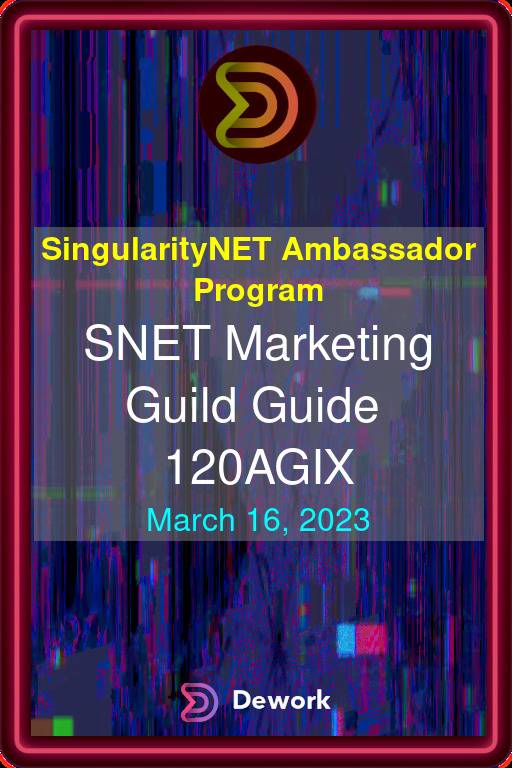 SingularityNET Ambassador
Program
SNET Marketing
Guild Guide
120AGIX
March 16, 2023
Dework